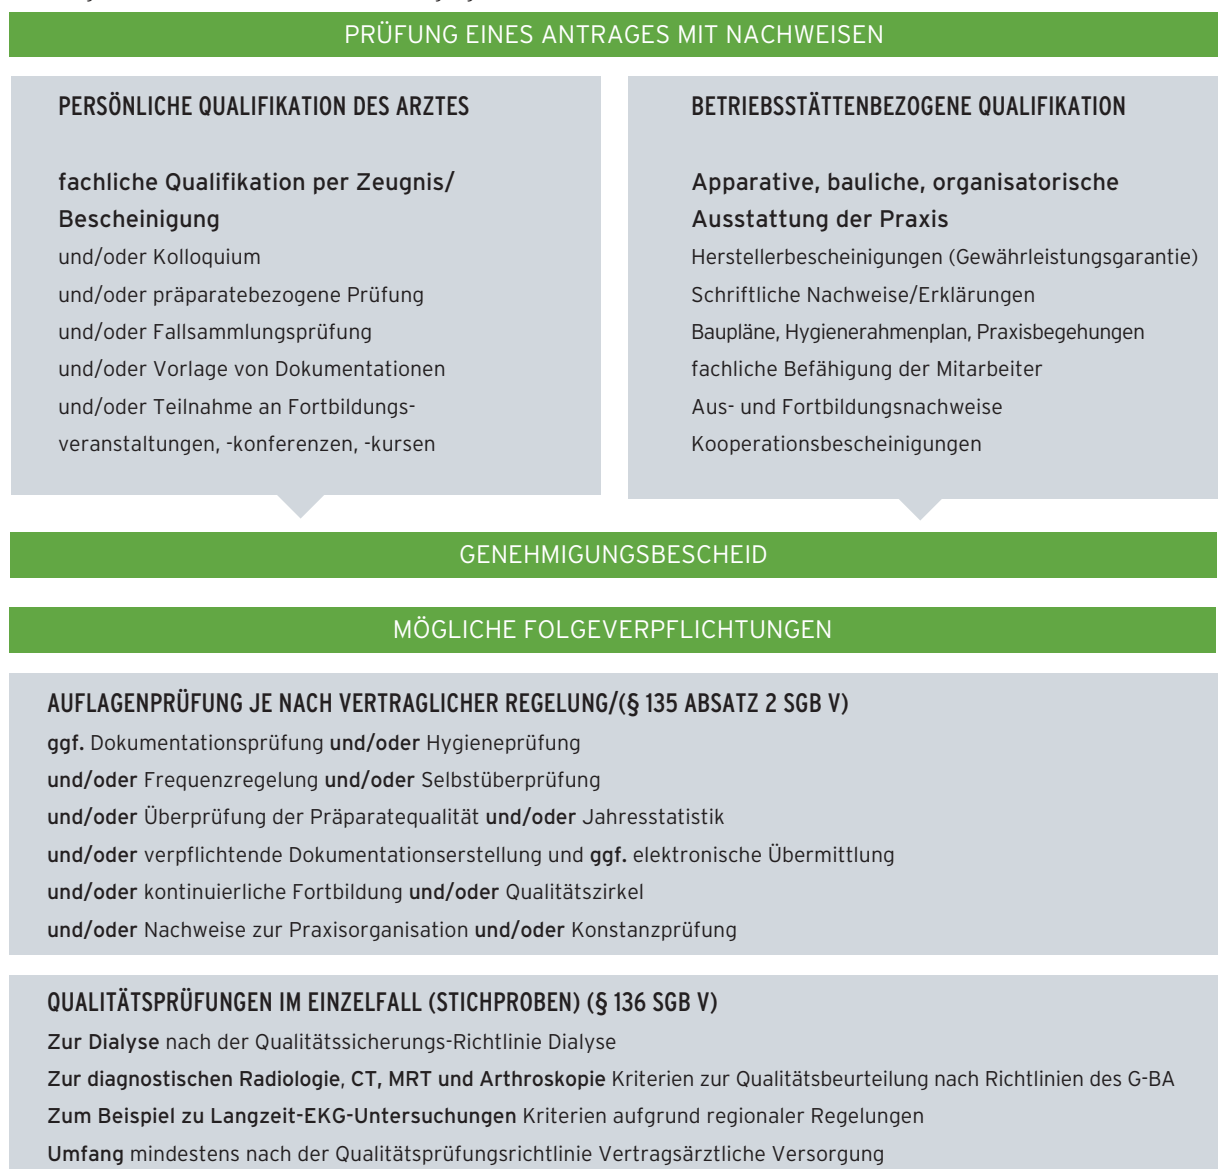 PRÜFUNG EINES ANTRAGES MIT NACHWEISEN
PERSÖNLICHE QUALIFIKATION DES ARZTES
fachliche Qualifikation per Zeugnis/
Bescheinigung
und/oder Kolloquium
und/oder präparatebezogene Prüfung
und/oder Fallsammlungsprüfung
und/oder Vorlage von Dokumentationen
und/oder Teilnahme an Fortbildungs-
veranstaltungen, -konferenzen, -kursen
BETRIEBSSTÄTTENBEZOGENE QUALIFIKATION
Apparative, bauliche, organisatorische
Ausstattung der Praxis
Herstellerbescheinigungen (Gewährleistungsgarantie)
Schriftliche Nachweise/Erklärungen
Baupläne, Hygienerahmenplan, Praxisbegehungen
fachliche Befähigung der Mitarbeiter
Aus- und Fortbildungsnachweise
Kooperationsbescheinigungen
GENEHMIGUNGSBESCHEID
MÖGLICHE FOLGEVERPFLICHTUNGEN
AUFLAGENPRÜFUNG JE NACH VERTRAGLICHER REGELUNG/(§ 135 ABSATZ 2 SGB V)
ggf. Dokumentationsprüfung und/oder Hygieneprüfung
und/oder Frequenzregelung und/oder Selbstüberprüfung
und/oder Überprüfung der Präparatequalität und/oder Jahresstatistik
und/oder verpflichtende Dokumentationserstellung und ggf. elektronische Übermittlung
und/oder kontinuierliche Fortbildung und/oder Qualitätszirkel
und/oder Nachweise zur Praxisorganisation und/oder Konstanzprüfung
QUALITÄTSPRÜFUNGEN IM EINZELFALL (STICHPROBEN) (§ 136 SGB V)
Zur Dialyse nach der Qualitätssicherungs-Richtlinie Dialyse
Zur diagnostischen Radiologie, CT, MRT und Arthroskopie Kriterien zur Qualitätsbeurteilung nach Richtlinien des G-BA
Zum Beispiel zu Langzeit-EKG-Untersuchungen Kriterien aufgrund regionaler Regelungen
Umfang mindestens nach der Qualitätsprüfungsrichtlinie Vertragsärztliche Versorgung